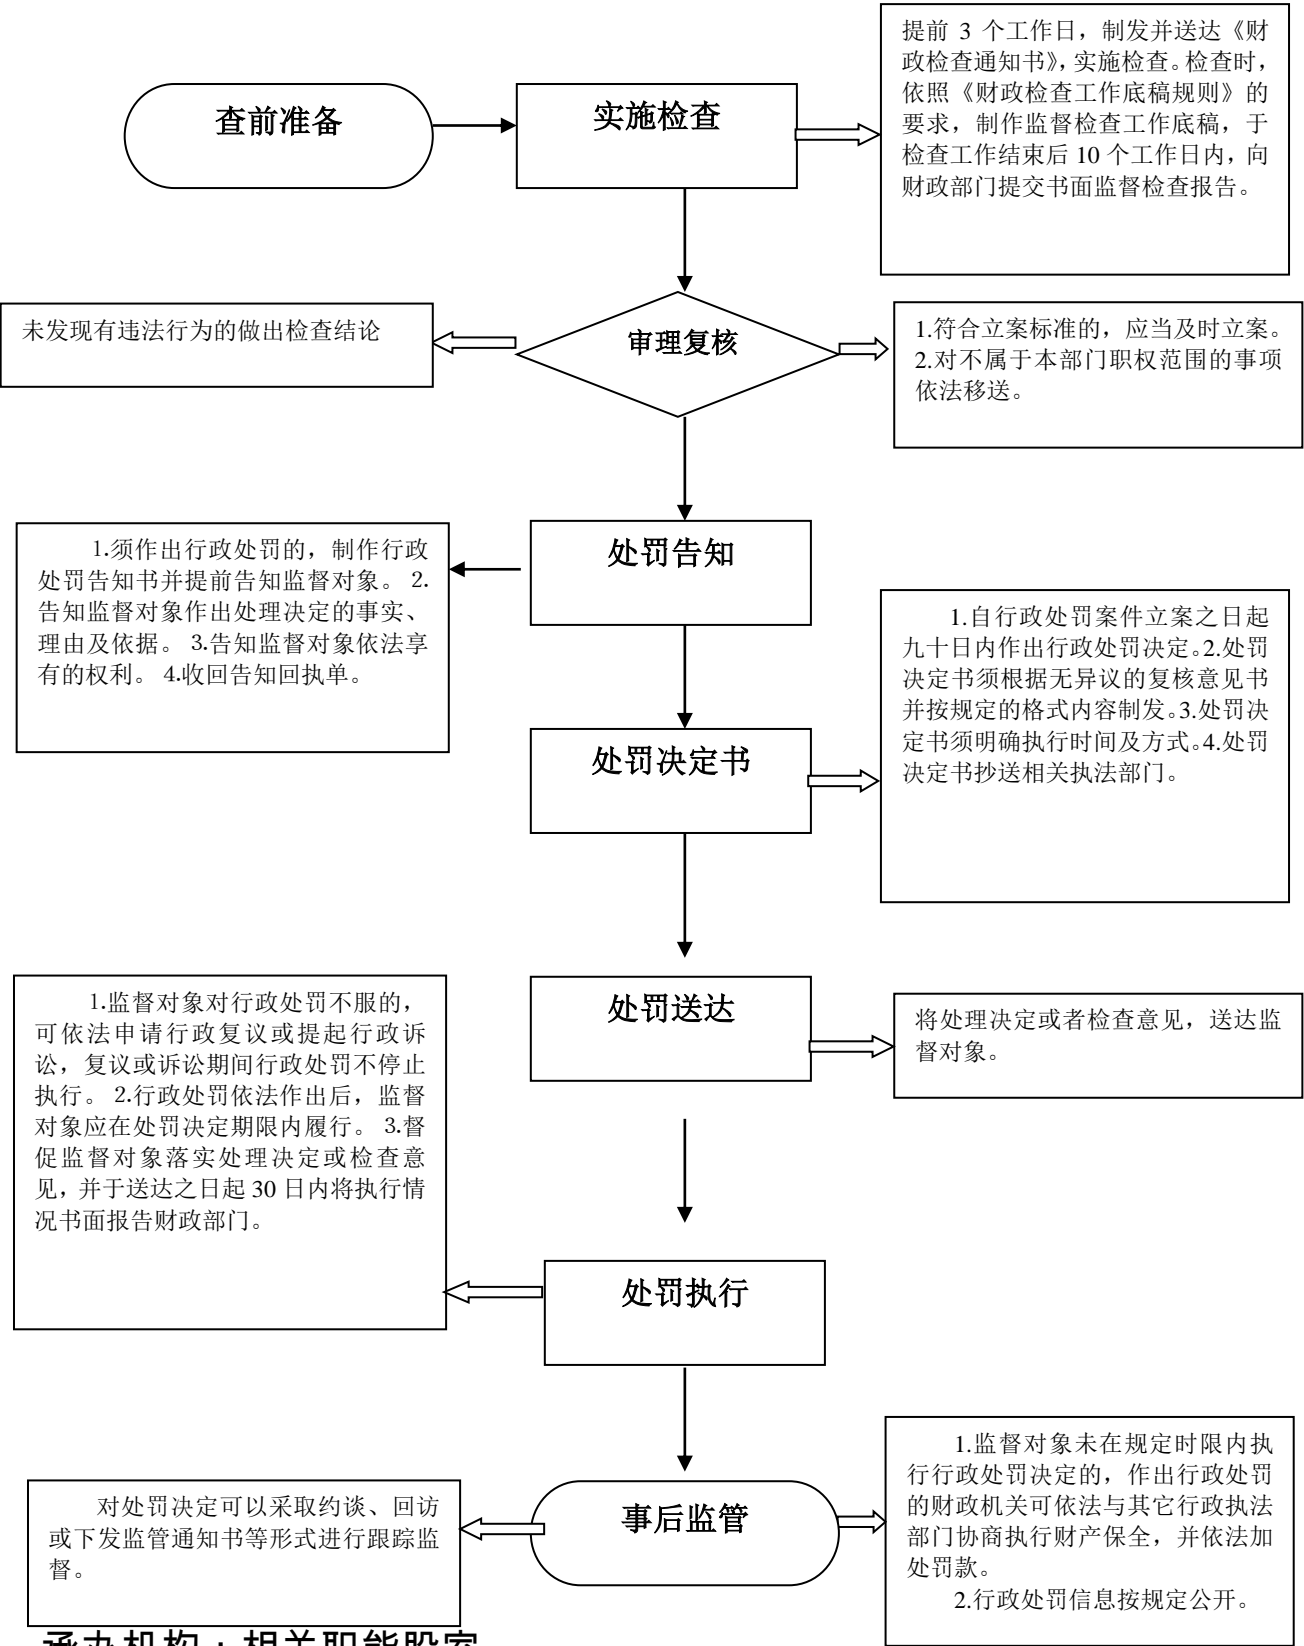 查前准备
实施检查
提前 3 个工作日，制发并送达《财
政检查通知书》，实施检查。检查时，
依照《财政检查工作底稿规则》的
要求，制作监督检查工作底稿，于
检查工作结束后 10 个工作日内，向
财政部门提交书面监督检查报告。
未发现有违法行为的做出检查结论
审理复核
1.符合立案标准的，应当及时立案。
2.对不属于本部门职权范围的事项
依法移送。
1.须作出行政处罚的，制作行政
处罚告知书并提前告知监督对象。 2.
告知监督对象作出处理决定的事实、
理由及依据。 3.告知监督对象依法享
有的权利。 4.收回告知回执单。
处罚告知
1.自行政处罚案件立案之日起
九十日内作出行政处罚决定。2.处罚
决定书须根据无异议的复核意见书
并按规定的格式内容制发。3.处罚决
定书须明确执行时间及方式。4.处罚
决定书抄送相关执法部门。
处罚决定书
1.监督对象对行政处罚不服的，
可依法申请行政复议或提起行政诉
讼，复议或诉讼期间行政处罚不停止
执行。 2.行政处罚依法作出后，监督
对象应在处罚决定期限内履行。 3.督
促监督对象落实处理决定或检查意
见，并于送达之日起 30 日内将执行情
况书面报告财政部门。
处罚送达
将处理决定或者检查意见，送达监
督对象。
处罚执行
对处罚决定可以采取约谈、回访
或下发监管通知书等形式进行跟踪监
督。
事后监管
1.监督对象未在规定时限内执
行行政处罚决定的，作出行政处罚
的财政机关可依法与其它行政执法
部门协商执行财产保全，并依法加
处罚款。
2.行政处罚信息按规定公开。
承办机构：相关职能股室